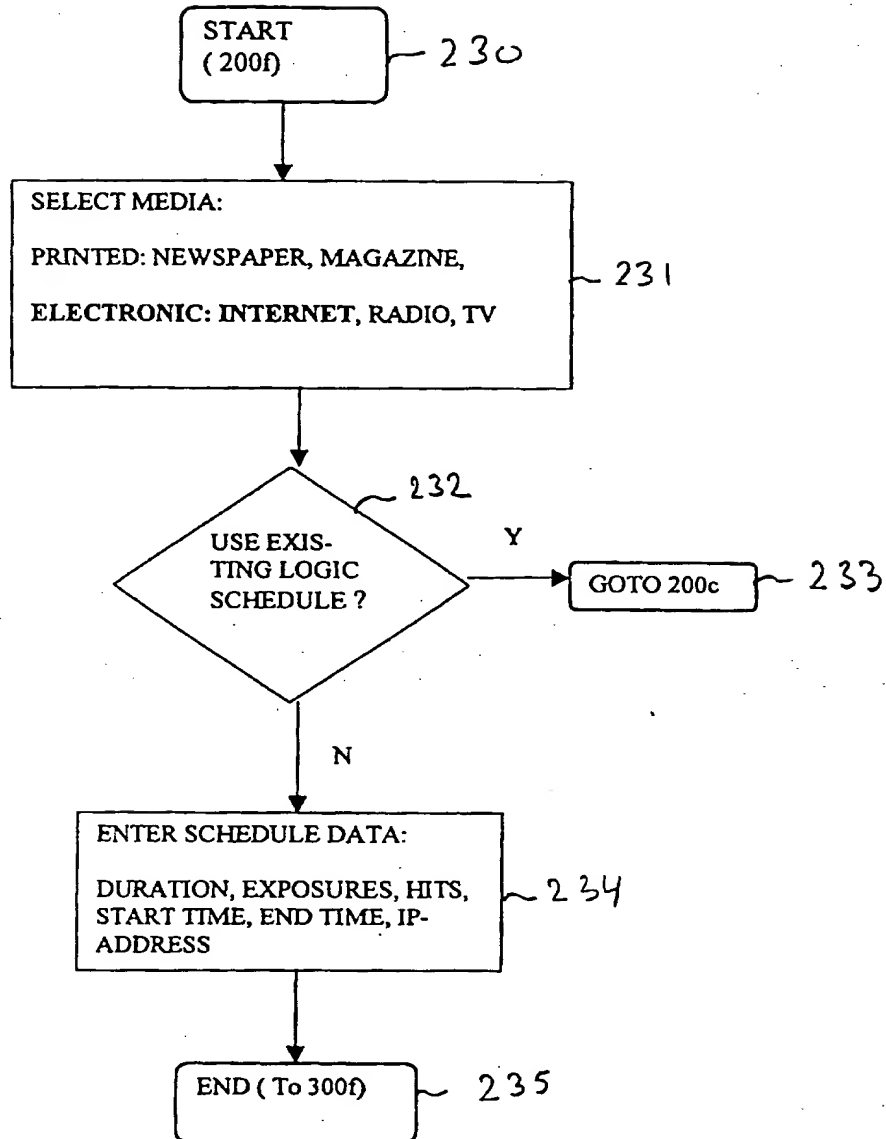 START
( 200f)
230
SELECT MEDIA:
PRINTED: NEWSPAPER, MAGAZINE,
ELECTRONIC: INTERNET, RADIO, TV
231
232
USE EXIS-
TING LOGIC
SCHEDULE ?
Y
GOTO 200c
233
N
ENTER SCHEDULE DATA:
DURATION, EXPOSURES, HITS,
START TIME, END TIME, IP-
ADDRESS
234
END ( To 300f)
235